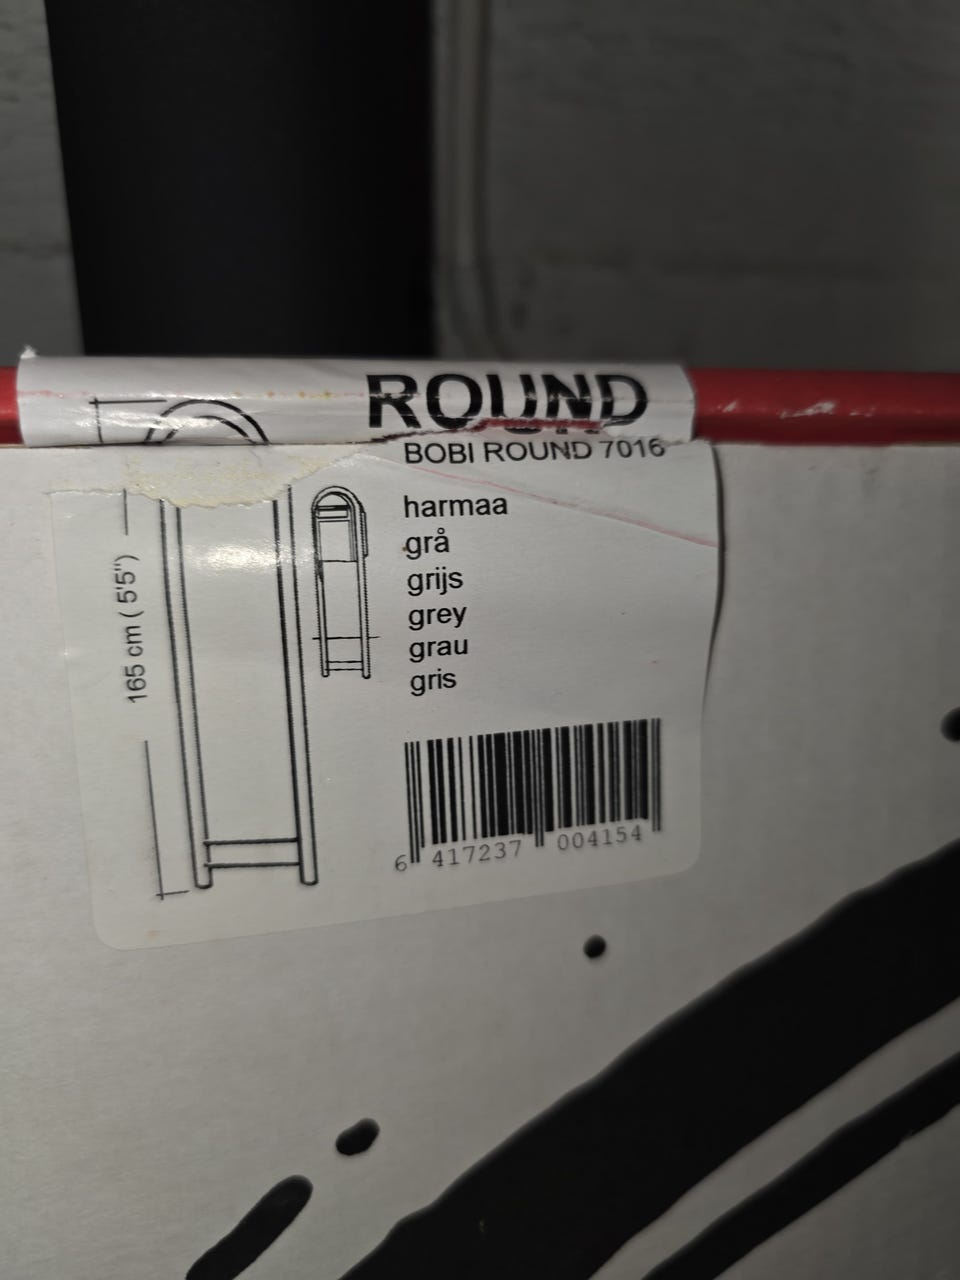 ROUND
BOBI ROUND 7016
harmaa
grå
grijs
grey
grau
gris
165 cm ( 5'5")
6 417237 004154